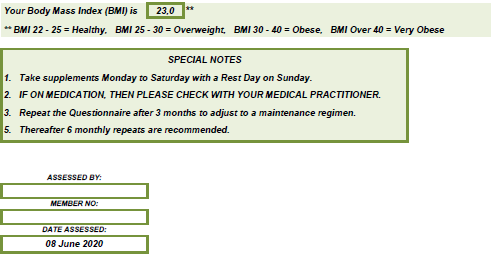 Your Body Mass Index (BMI) is 23,0 **
** BMI 22 - 25 = Healthy, BMI 25 - 30 = Overweight, BMI 30 - 40 = Obese, BMI Over 40 = Very Obese
SPECIAL NOTES
1. Take supplements Monday to Saturday with a Rest Day on Sunday.
2. IF ON MEDICATION, THEN PLEASE CHECK WITH YOUR MEDICAL PRACTITIONER.
3. Repeat the Questionnaire after 3 months to adjust to a maintenance regimen.
5. Thereafter 6 monthly repeats are recommended.
ASSESSED BY:
MEMBER NO:
DATE ASSESSED:
08 June 2020